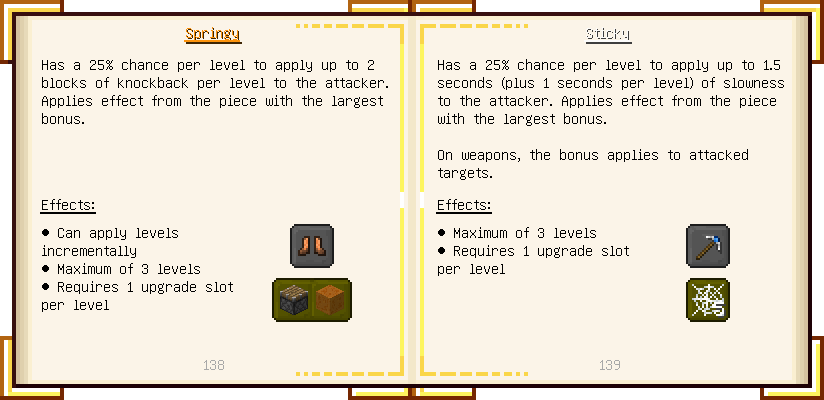 Springy
Has a 25% chance per level to apply up to 2
blocks of knockback per level to the attacker.
Applies effect from the piece with the largest
bonus.
Effects:
● Can apply levels
incrementally
● Maximum of 3 levels
● Requires 1 upgrade slot
per level
138
Sticky
Has a 25% chance per level to apply up to 1.5
seconds (plus 1 seconds per level) of slowness
to the attacker. Applies effect from the piece
with the largest bonus.
On weapons, the bonus applies to attacked
targets.
Effects:
● Maximum of 3 levels
● Requires 1 upgrade slot
per level
5
139